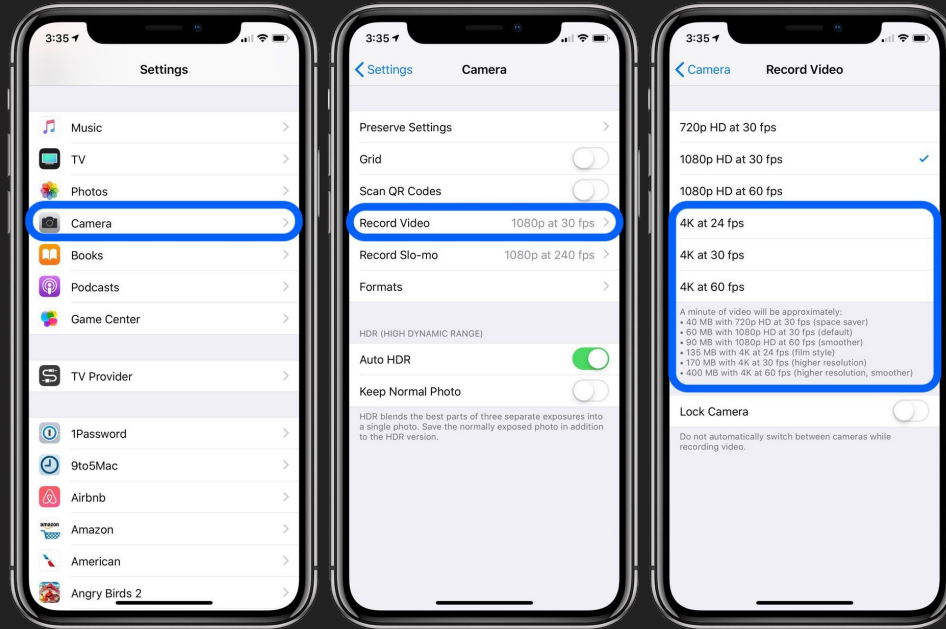 3:35
Settings
Music
TV
Photos
Camera
Books
Podcasts
Game Center
TV Provider
1Password
9to5Mac
Airbnb
amazon
Amazon
American
Angry Birds 2
3:35
Settings
Camera
Preserve Settings
Grid
Scan QR Codes
Record Video 1080p at 30 fps
Record Slo-mo 1080p at 240 fps
Formats
HDR (HIGH DYNAMIC RANGE)
Auto HDR
Keep Normal Photo
HDR blends the best parts of three separate exposures into
a single photo. Save the normally exposed photo in addition
to the HDR version.
3:35
Camera
Record Video
720p HD at 30 fps
1080p HD at 30 fps
1080p HD at 60 fps
4K at 24 fps
4K at 30 fps
4K at 60 fps
A minute of video will be approximately:
• 40 MB with 720p HD at 30 fps (space saver)
• 60 MB with 1080p HD at 30 fps (default)
• 90 MB with 1080p HD at 60 fps (smoother)
• 135 MB with 4K at 24 fps (film style)
• 170 MB with 4K at 30 fps (higher resolution)
• 400 MB with 4K at 60 fps (higher resolution, smoother)
Lock Camera
Do not automatically switch between cameras while
recording video.